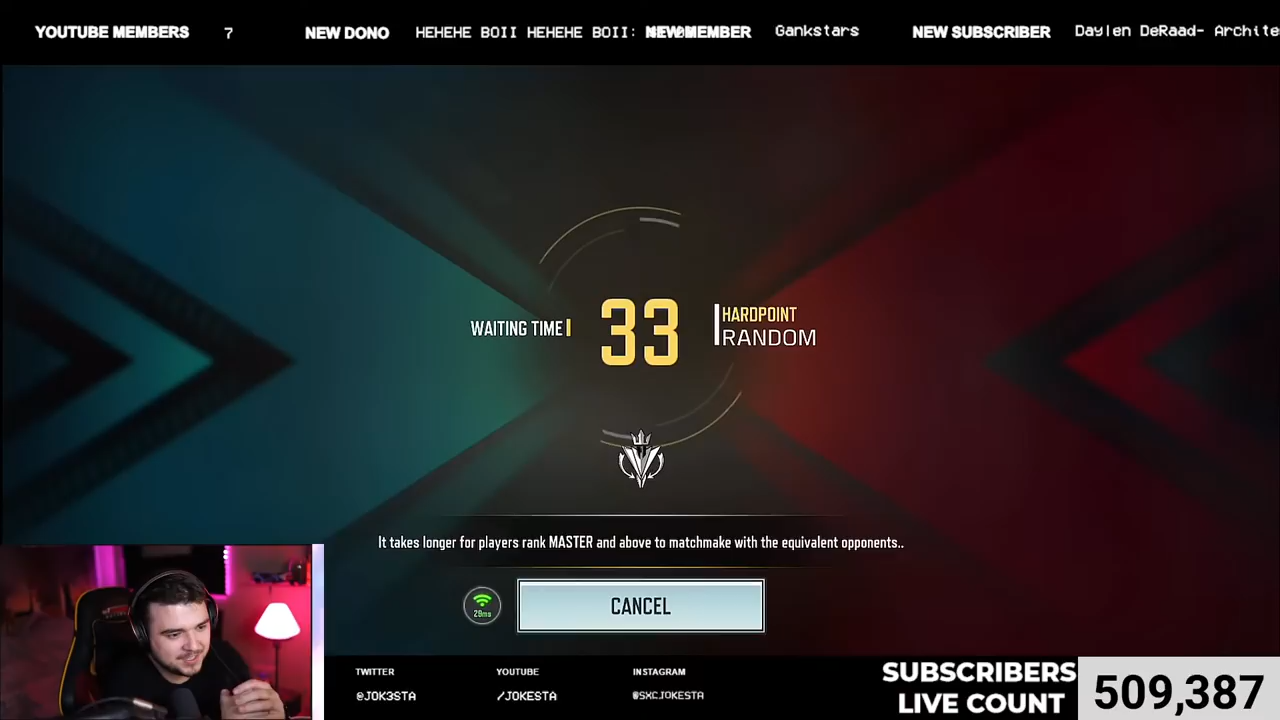 YOUTUBE MEMBERS 7 NEW DONO HEHEHE BOII HEHEHE BOII: NEW MEMBER Gankstars NEW SUBSCRIBER Daylen DeRaad- Archite
WAITING TIME 33 HARDPOINT
RANDOM
It takes longer for players rank MASTER and above to matchmake with the equivalent opponents..
28ms CANCEL
TWITTER YOUTUBE INSTAGRAM
@JOK3STA /JOKESTA @SXCJOKESTA
SUBSCRIBERS
LIVE COUNT 509,387